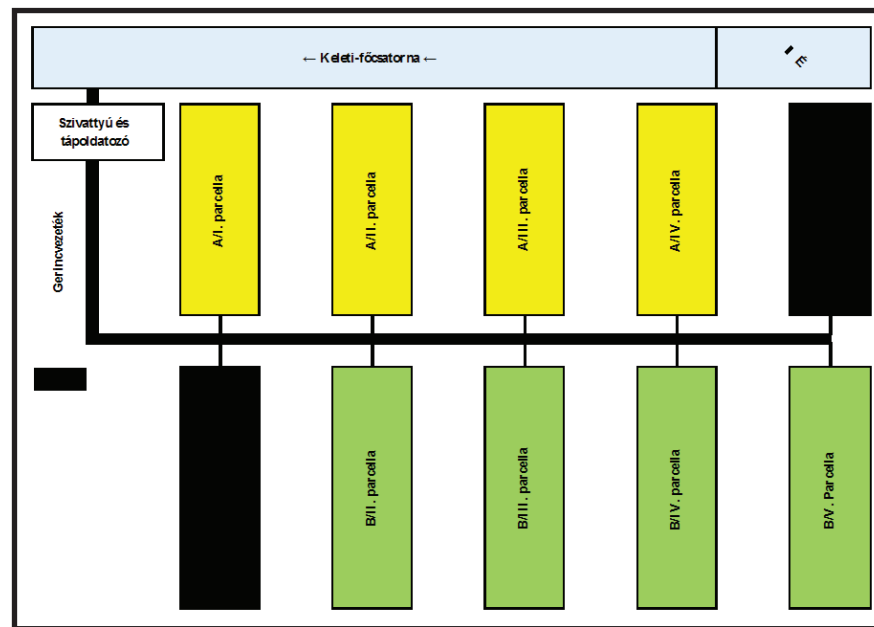 ← Keleti-főcsatorna ←
É
Szivattyú és
tápoldatozó
Gerincvezeték
A/I. parcella
A/II. parcella
A/III. parcella
A/IV. parcella
B/II. parcella
B/III. parcella
B/IV. parcella
B/V. Parcella